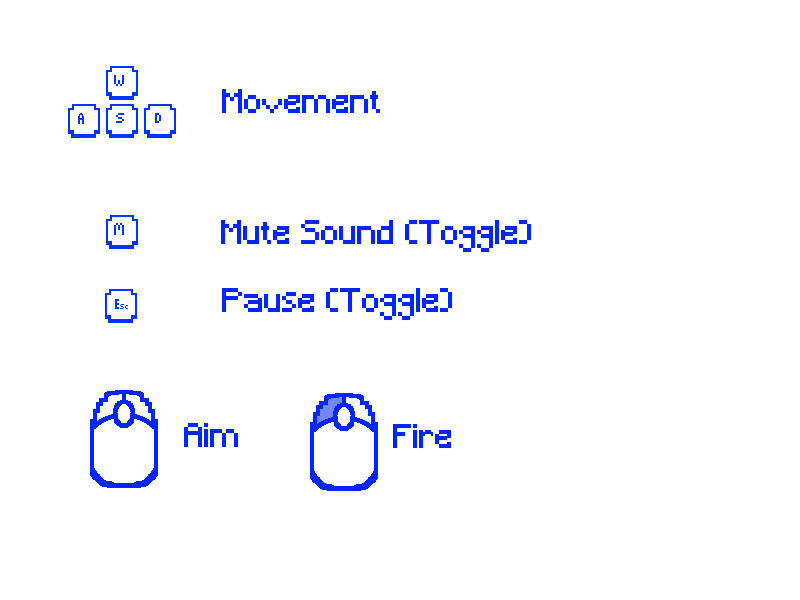 W
A S D Movement
M Mute Sound (Toggle)
Esc Pause (Toggle)
Aim Fire